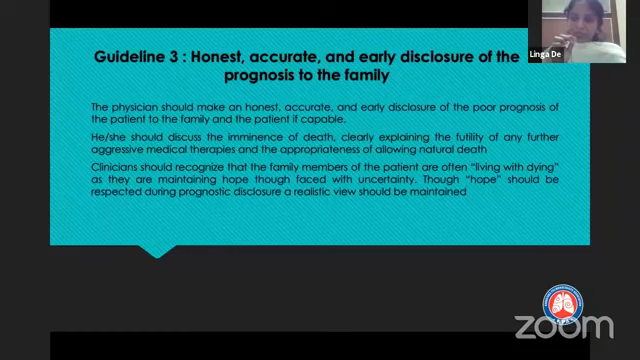 Guideline 3 : Honest, accurate, and early disclosure of the
prognosis to the family
Linga De
The physician should make an honest, accurate, and early disclosure of the poor prognosis of
the patient to the family and the patient if capable.
He/she should discuss the imminence of death, clearly explaining the futility of any further
aggressive medical therapies and the appropriateness of allowing natural death
Clinicians should recognize that the family members of the patient are often "living with dying"
as they are maintaining hope though faced with uncertainty. Though "hope" should be
respected during prognostic disclosure a realistic view should be maintained
zoom